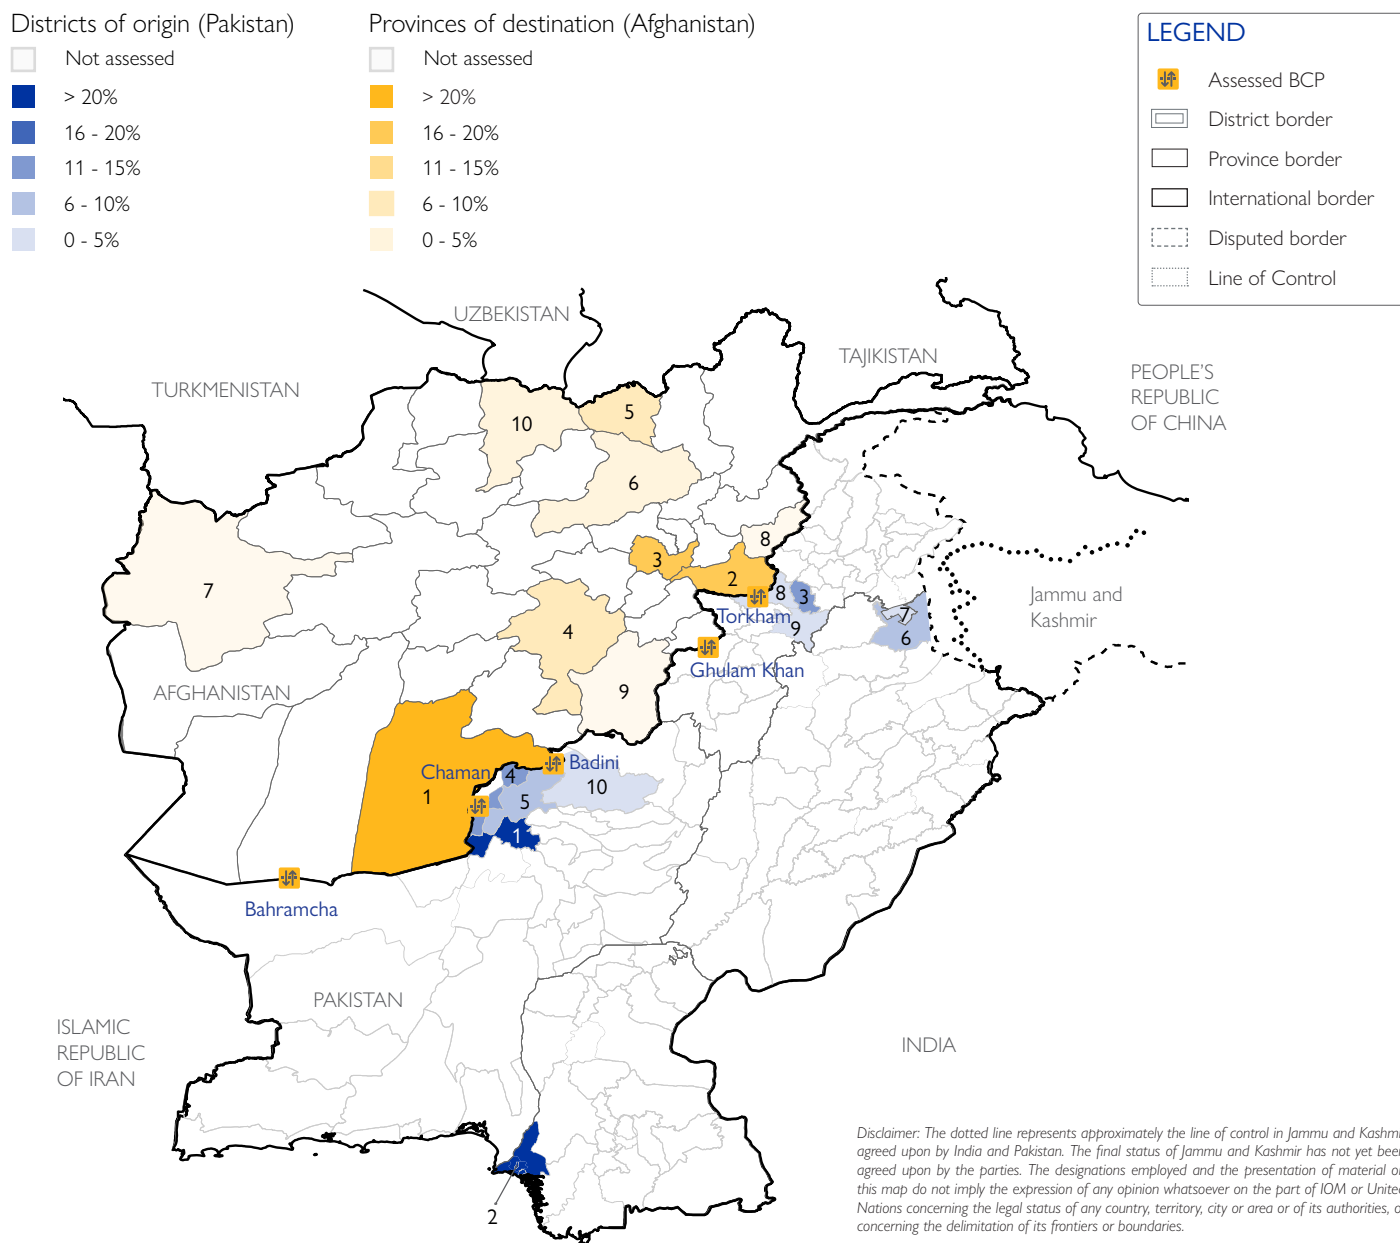 Districts of origin (Pakistan)
Not assessed
> 20%
16 - 20%
11 - 15%
6 - 10%
0 - 5%
Provinces of destination (Afghanistan)
Not assessed
> 20%
16 - 20%
11 - 15%
6 - 10%
0 - 5%
LEGEND
Assessed BCP
District border
Province border
International border
Disputed border
Line of Control
UZBEKISTAN
TAJIKISTAN
TURKMENISTAN
PEOPLE'S
REPUBLIC
OF CHINA
10
5
6
8
3
2
7
8
3
Jammu and
Kashmir
Torkham
9
7
6
4
Ghulam Khan
AFGHANISTAN
9
Chaman
Badini
4
10
1
5
1
Bahramcha
PAKISTAN
ISLAMIC
REPUBLIC
OF IRAN
INDIA
2
Disclaimer: The dotted line represents approximately the line of control in Jammu and Kashmi
agreed upon by India and Pakistan. The final status of Jammu and Kashmir has not yet been
agreed upon by the parties. The designations employed and the presentation of material o
this map do not imply the expression of any opinion whatsoever on the part of IOM or United
Nations concerning the legal status of any country, territory, city or area or of its authorities, o
concerning the delimitation of its frontiers or boundaries.